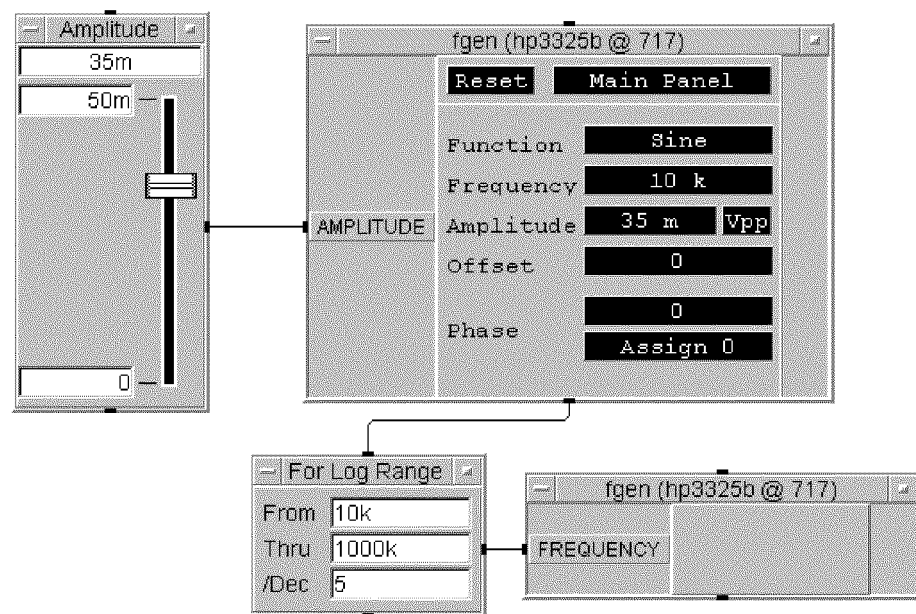 Amplitude
35m
50m
0
fgen (hp3325b @ 717)
Reset Main Panel
Function Sine
Frequency 10 k
AMPLITUDE
Amplitude 35 m Vpp
Offset 0
Phase 0
Assign 0
For Log Range
From 10k
Thru 1000k
/Dec 5
fgen (hp3325b @ 717)
FREQUENCY